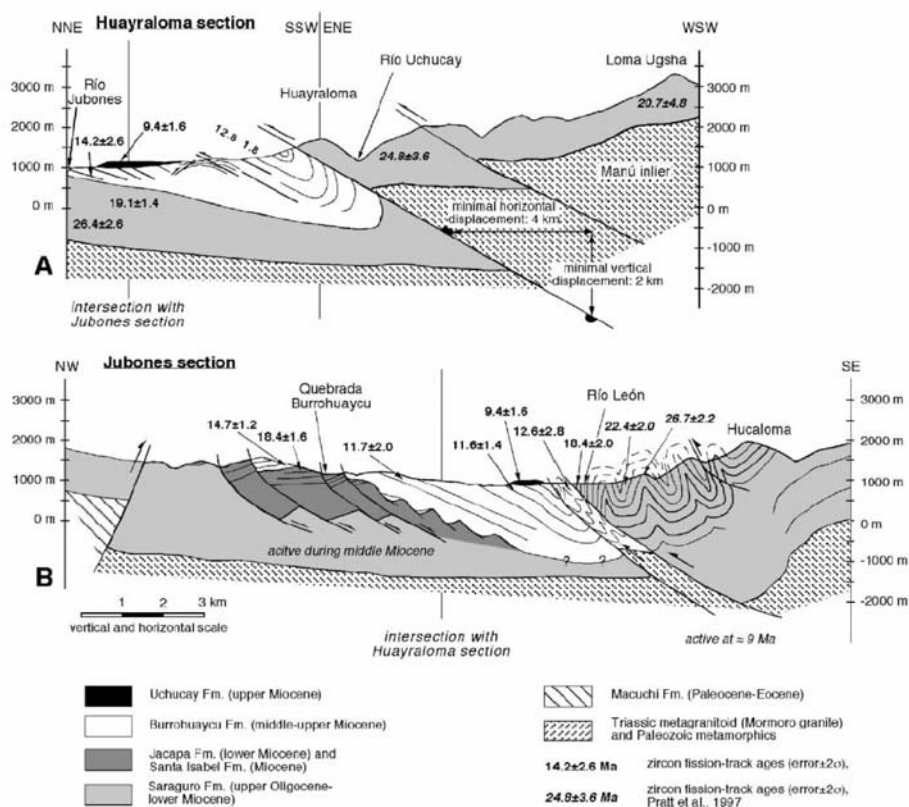 Huayraloma section
NNE
SSW
ENE
WSW
3000 m
2000 m
1000 m
0 m
Río
Jubones
14.2±2.6
9.4±1.6
12.8 1.8
Huayraloma
Río Uchucay
Loma Ugsha
20.7±4.8
24.8±3.6
Manú inlier
19.1±1.4
26.4±2.6
minimal horizontal
displacement: 4 km
minimal vertical
displacement: 2 km
3000 m
2000 m
1000 m
0 m
-1000 m
-2000 m
A
intersection with
Jubones section
Jubones section
NW
SE
3000 m
2000 m
1000 m
0 m
Quebrada
Burrohuaycu
14.7±1.2
18.4±1.6
11.7±2.0
11.6±1.4
9.4±1.6
12.6±2.8
Río León
18.4±2.0
22.4±2.0
26.7±2.2
Hucaloma
3000 m
2000 m
1000 m
0 m
-1000 m
-2000 m
acitve during middle Miocene
? ?
B
1 2 3 km
vertical and horizontal scale
intersection with
Huayraloma section
active at ≈ 9 Ma
Uchucay Fm. (upper Miocene)
Burrohuaycu Fm. (middle-upper Miocene)
Jacapa Fm. (lower Miocene) and
Santa Isabel Fm. (Miocene)
Saraguro Fm. (upper Oligocene-
lower Miocene)
Macuchi Fm. (Paleocene-Eocene)
Triassic metagranitoid (Mormoro granite)
and Paleozoic metamorphics
14.2±2.6 Ma zircon fission-track ages (error±2σ),
24.8±3.6 Ma zircon fission-track ages (error±2σ),
Pratt et al., 1997